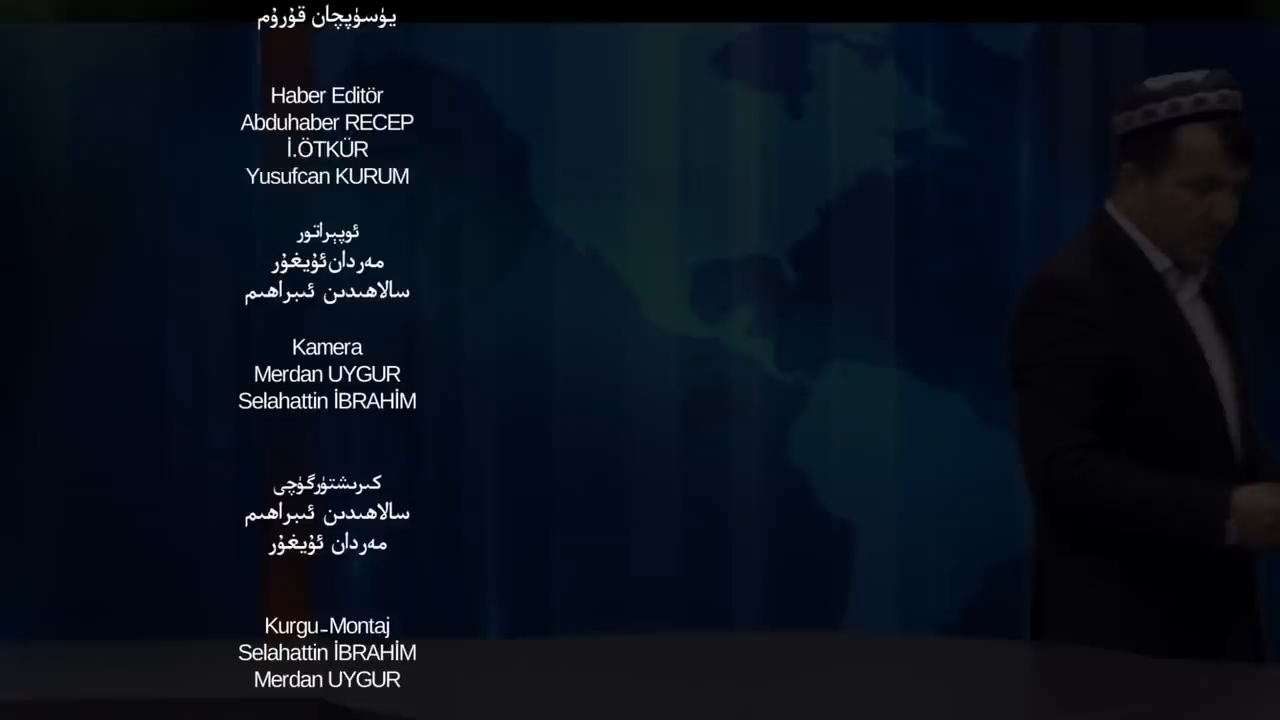 يۈسۈپچان قۇرۇم
Haber Editör
Abduhaber RECEP
İ.ÖTKÜR
Yusufcan KURUM
ئوپېراتور
مەردان ئۇيغۇر
سالاھىدىن ئىبراھىم
Kamera
Merdan UYGUR
Selahattin İBRAHİM
كىرىشتۈرگۈچى
سالاھىدىن ئىبراھىم
مەردان ئۇيغۇر
Kurgu-Montaj
Selahattin İBRAHİM
Merdan UYGUR